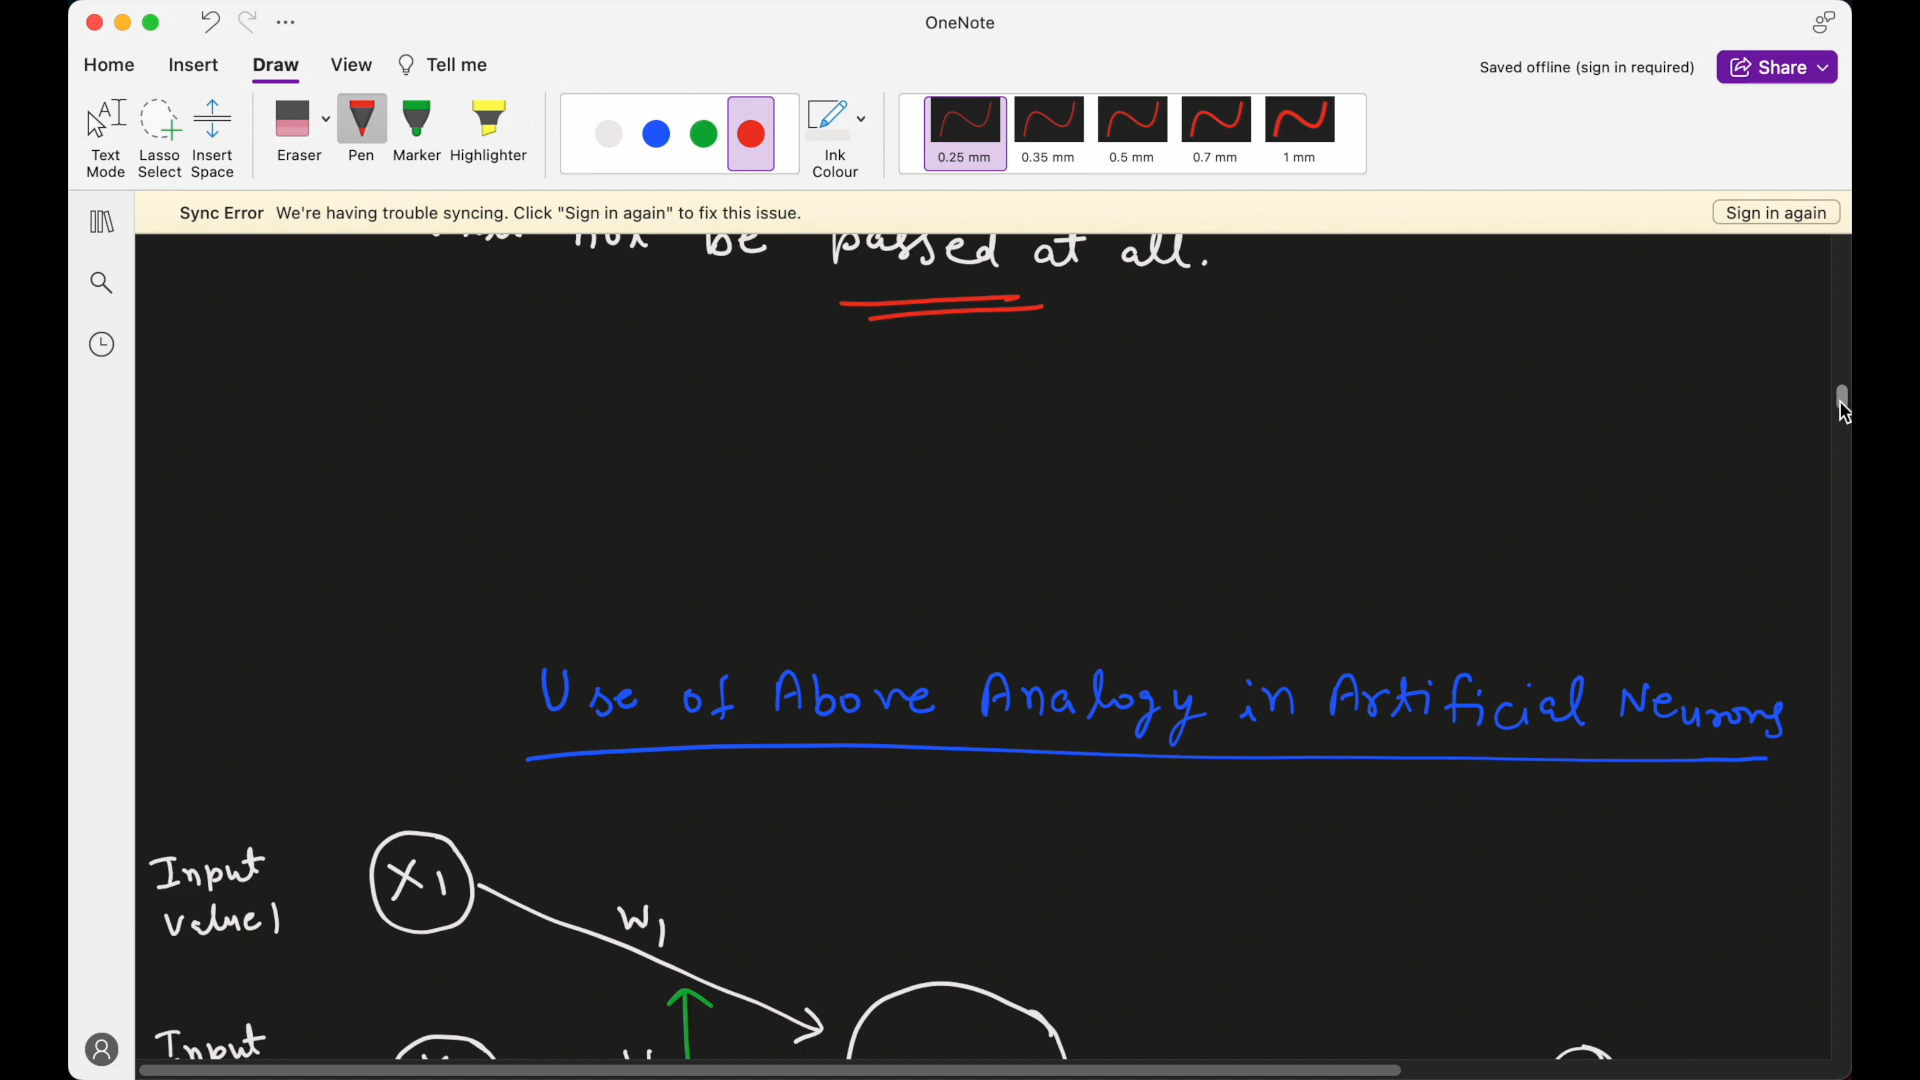 OneNote
Home Insert Draw View Tell me
Saved offline (sign in required) Share
Text Mode
Lasso Select
Insert Space
Eraser Pen Marker Highlighter
Ink Colour
0.25 mm 0.35 mm 0.5 mm 0.7 mm 1 mm
Sync Error We're having trouble syncing. Click "Sign in again" to fix this issue. Sign in again
not be passed at all.
Use of Above Analogy in Artificial Neurons
Input
value 1
X1
W1
Input